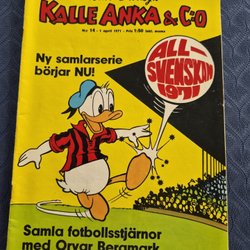 KALLE ANKA & C:O
Nr 14 - 1 april 1971 - Pris 1:50 inkl. moms
Ny samlarserie
börjar NU!
ALL-
SVENSKAN
1971
Samla fotbollsstjärnor
med Orvar Bergmark